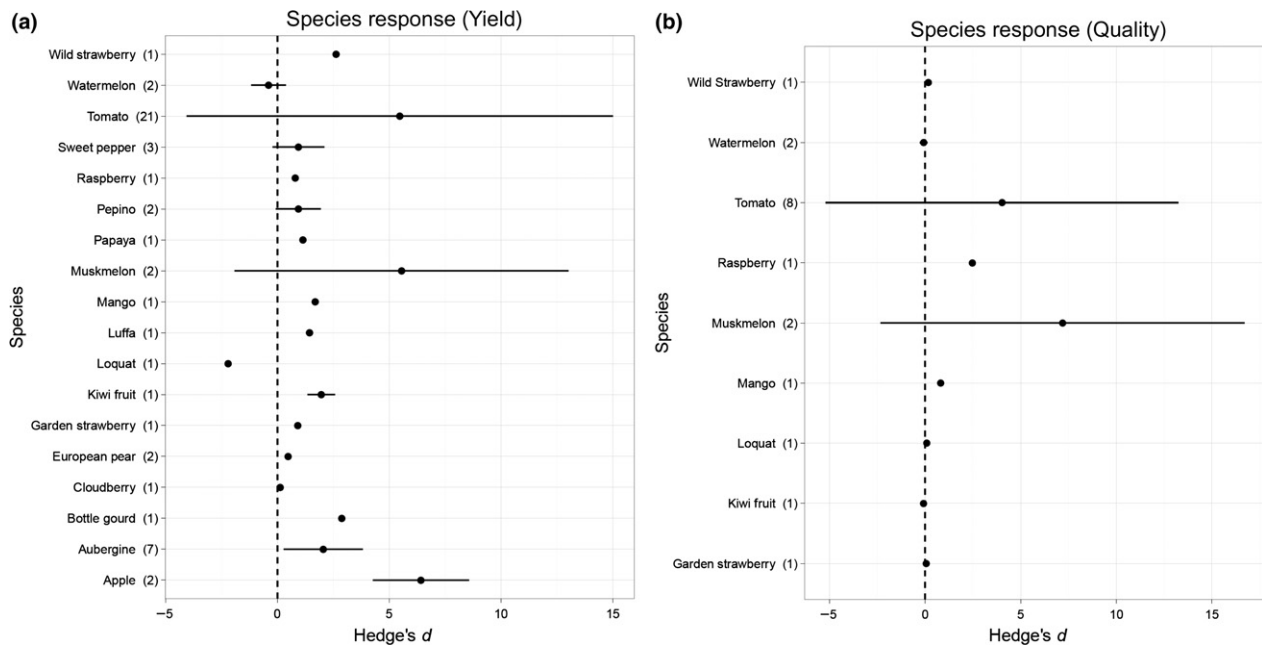 (a)
Species response (Yield)
Species
Wild strawberry (1)
Watermelon (2)
Tomato (21)
Sweet pepper (3)
Raspberry (1)
Pepino (2)
Papaya (1)
Muskmelon (2)
Mango (1)
Luffa (1)
Loquat (1)
Kiwi fruit (1)
Garden strawberry (1)
European pear (2)
Cloudberry (1)
Bottle gourd (1)
Aubergine (7)
Apple (2)
−5 0 5 10 15
Hedge's d
(b)
Species response (Quality)
Species
Wild Strawberry (1)
Watermelon (2)
Tomato (8)
Raspberry (1)
Muskmelon (2)
Mango (1)
Loquat (1)
Kiwi fruit (1)
Garden strawberry (1)
−5 0 5 10 15
Hedge's d